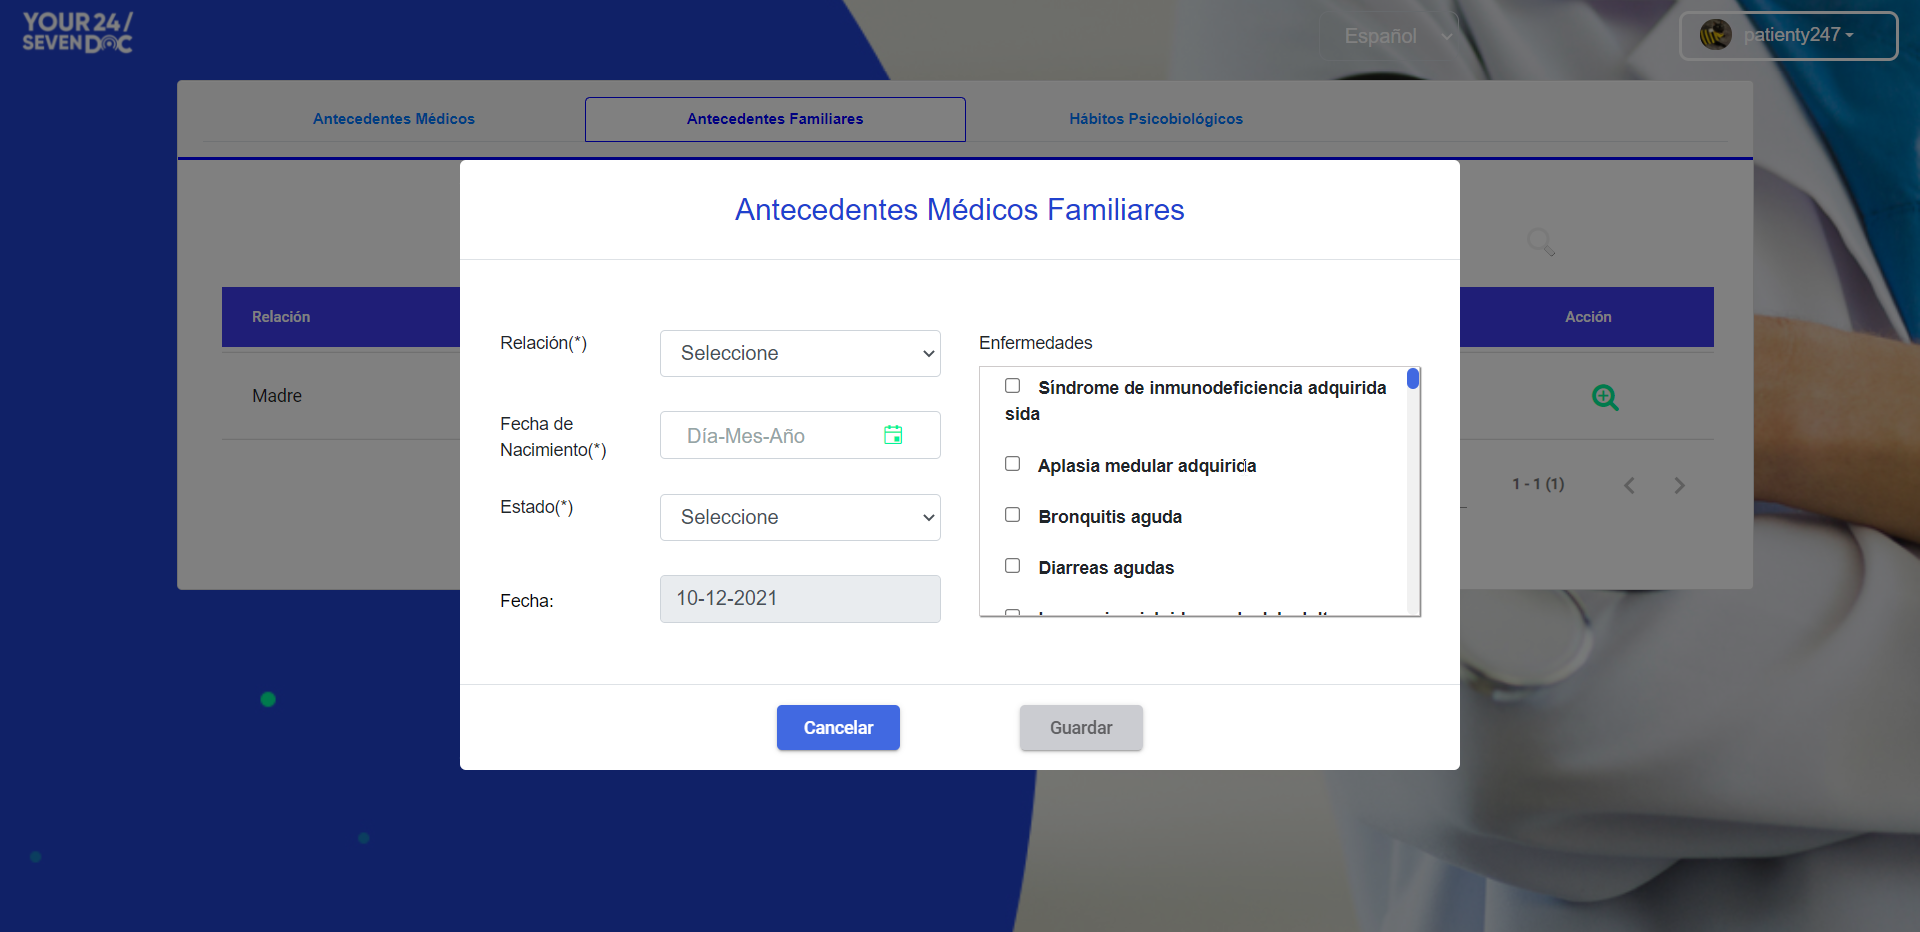 YOUR 24/
SEVEN DOC
Español
patienty247
Antecedentes Médicos
Antecedentes Familiares
Hábitos Psicobiológicos
Antecedentes Médicos Familiares
Relación
Acción
Madre
1 - 1 (1)
Relación(*)
Seleccione
Fecha de
Nacimiento(*)
Día-Mes-Año
Estado(*)
Seleccione
Fecha:
10-12-2021
Enfermedades
Síndrome de inmunodeficiencia adquirida
sida
Aplasia medular adquirida
Bronquitis aguda
Diarreas agudas
Cancelar
Guardar